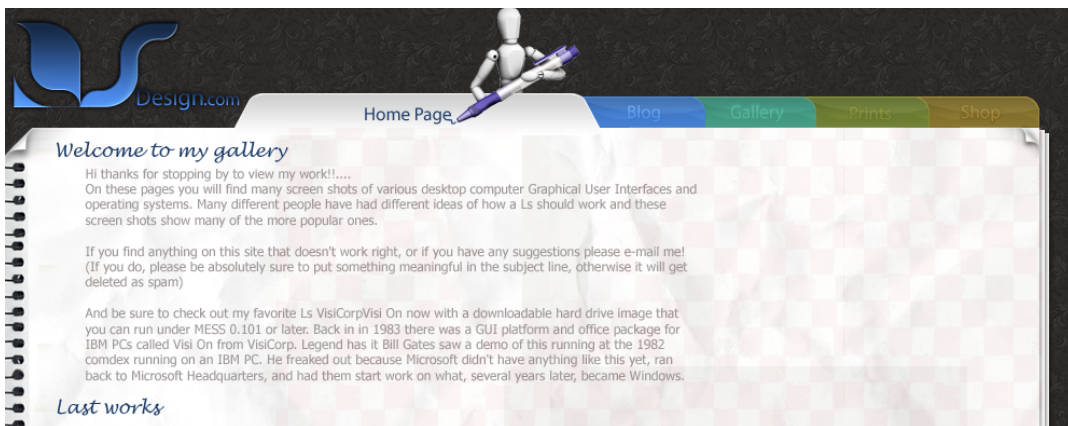 Design.com
Home Page
Blog
Gallery
Prints
Shop
Welcome to my gallery
Hi thanks for stopping by to view my work!!....
On these pages you will find many screen shots of various desktop computer Graphical User Interfaces and
operating systems. Many different people have had different ideas of how a Ls should work and these
screen shots show many of the more popular ones.
If you find anything on this site that doesn't work right, or if you have any suggestions please e-mail me!
(If you do, please be absolutely sure to put something meaningful in the subject line, otherwise it will get
deleted as spam)
And be sure to check out my favorite Ls VisiCorpVisi On now with a downloadable hard drive image that
you can run under MESS 0.101 or later. Back in in 1983 there was a GUI platform and office package for
IBM PCs called Visi On from VisiCorp. Legend has it Bill Gates saw a demo of this running at the 1982
comdex running on an IBM PC. He freaked out because Microsoft didn't have anything like this yet, ran
back to Microsoft Headquarters, and had them start work on what, several years later, became Windows.
Last works